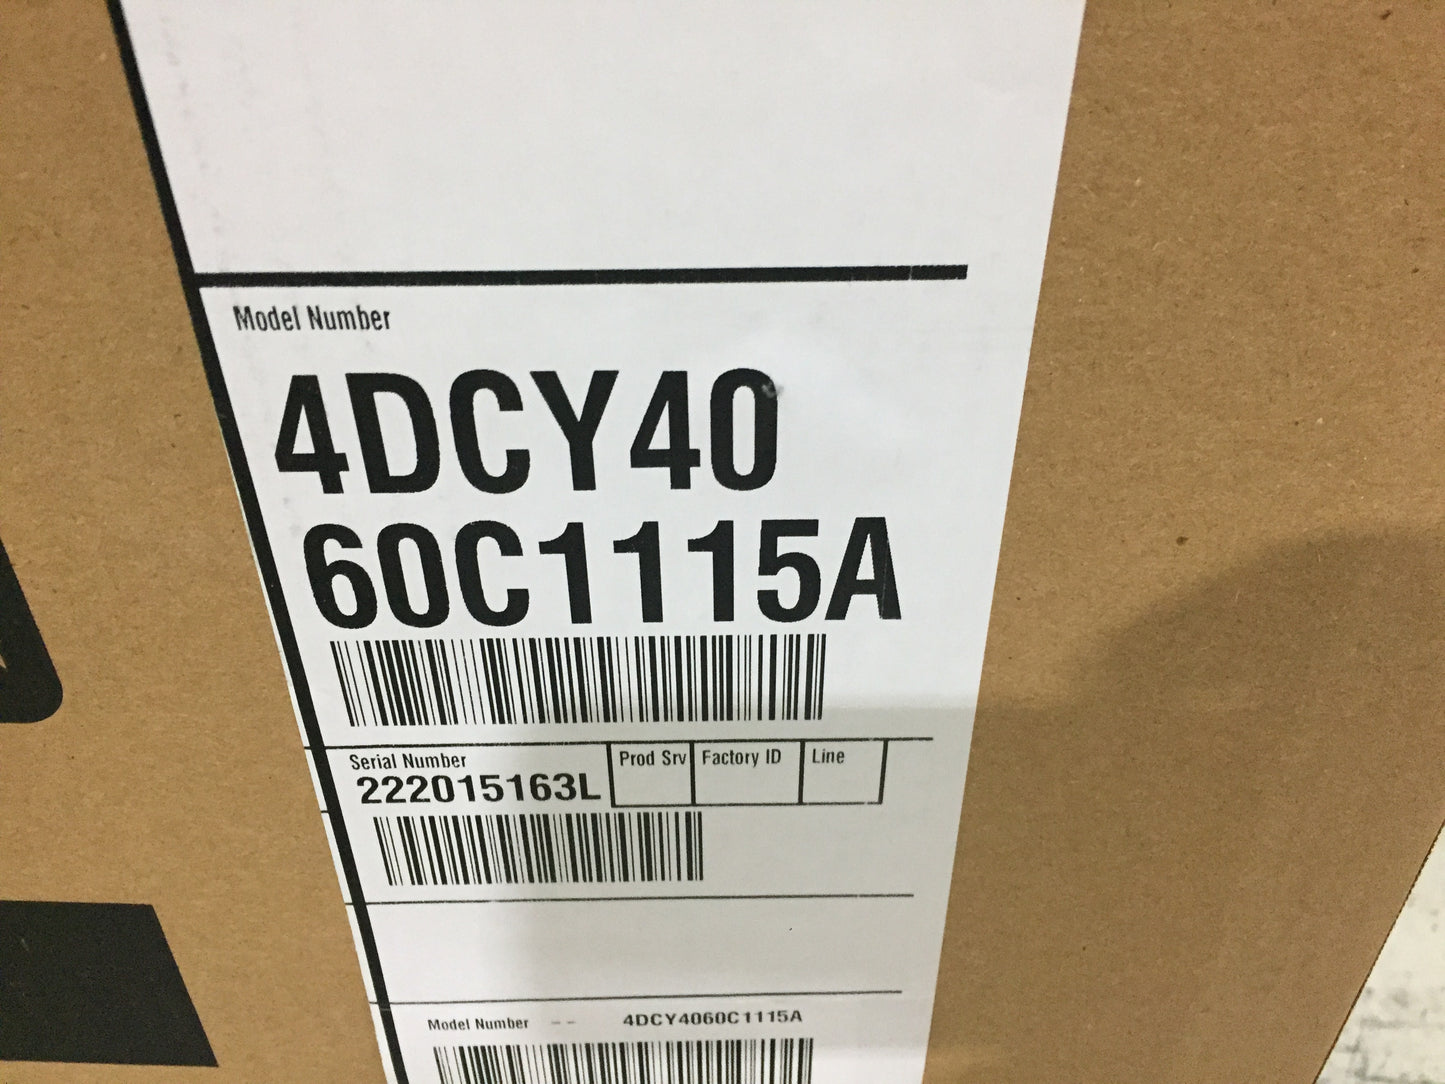 Model Number
4DCY40
60C1115A
Serial Number
222015163L
Prod Srv
Factory ID
Line
Model Number -- 4DCY4060C1115A